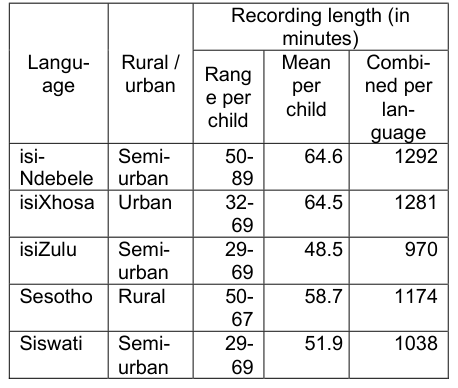 Langu-
age
Rural /
urban
Recording length (in
minutes)
Rang
e per
child
Mean
per
child
Combi-
ned per
lan-
guage
isi-
Ndebele
Semi-
urban
50-
89
64.6
1292
isiXhosa
Urban
32-
69
64.5
1281
isiZulu
Semi-
urban
29-
69
48.5
970
Sesotho
Rural
50-
67
58.7
1174
Siswati
Semi-
urban
29-
69
51.9
1038